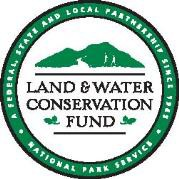 A FEDERAL, STATE AND LOCAL PARTNERSHIP SINCE 1965
LAND & WATER
CONSERVATION
FUND
NATIONAL PARK SERVICE